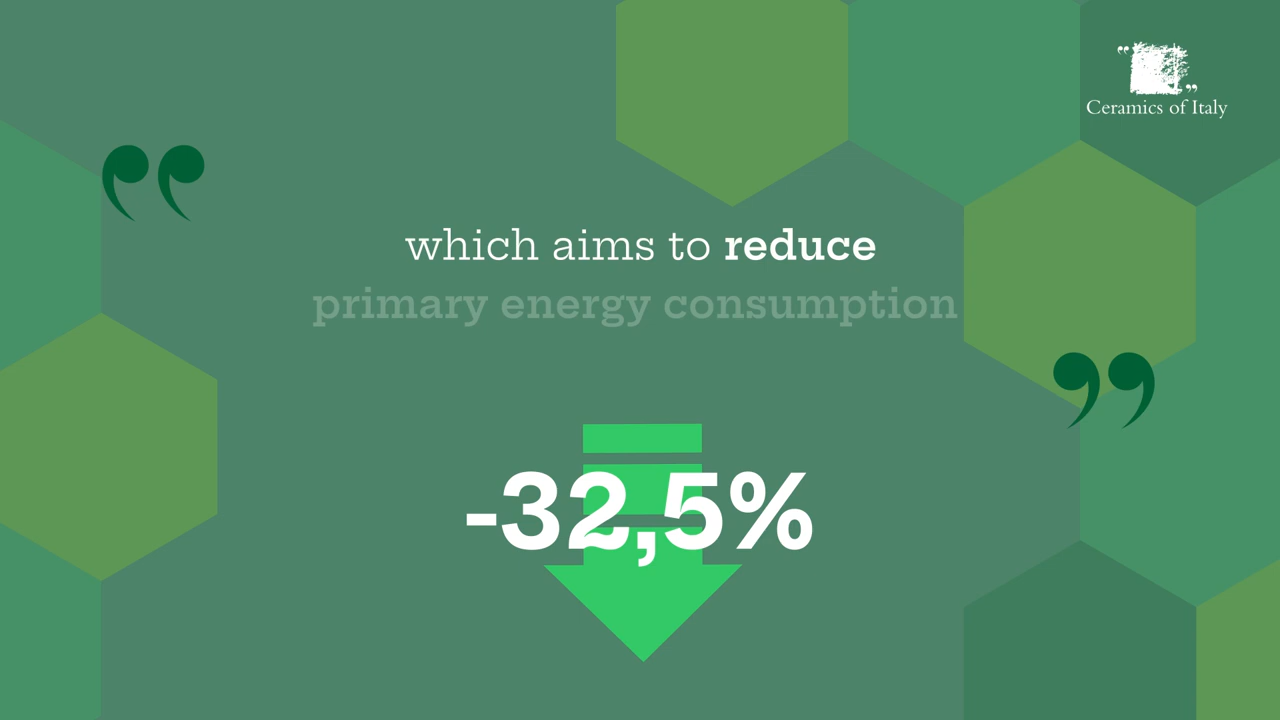 Ceramics of Italy
which aims to reduce
primary energy consumption
-32,5%